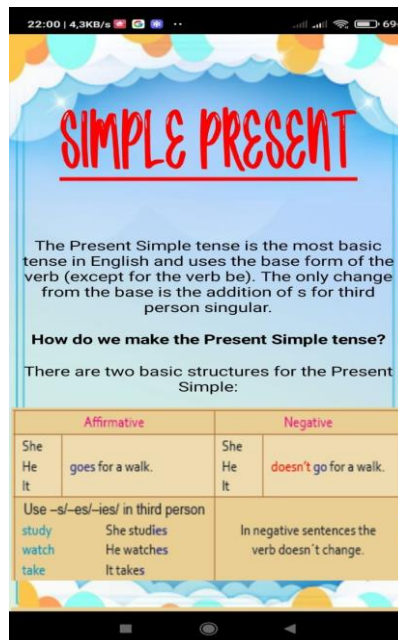 22:00 | 4,3KB/s
69
SIMPLE PRESENT
The Present Simple tense is the most basic
tense in English and uses the base form of the
verb (except for the verb be). The only change
from the base is the addition of s for third
person singular.
How do we make the Present Simple tense?
There are two basic structures for the Present
Simple:
Affirmative
Negative
She
He
It
goes for a walk.
She
He
It
doesn't go for a walk.
Use –s/–es/–ies/ in third person
study She studies
watch He watches
take It takes
In negative sentences the
verb doesn´t change.